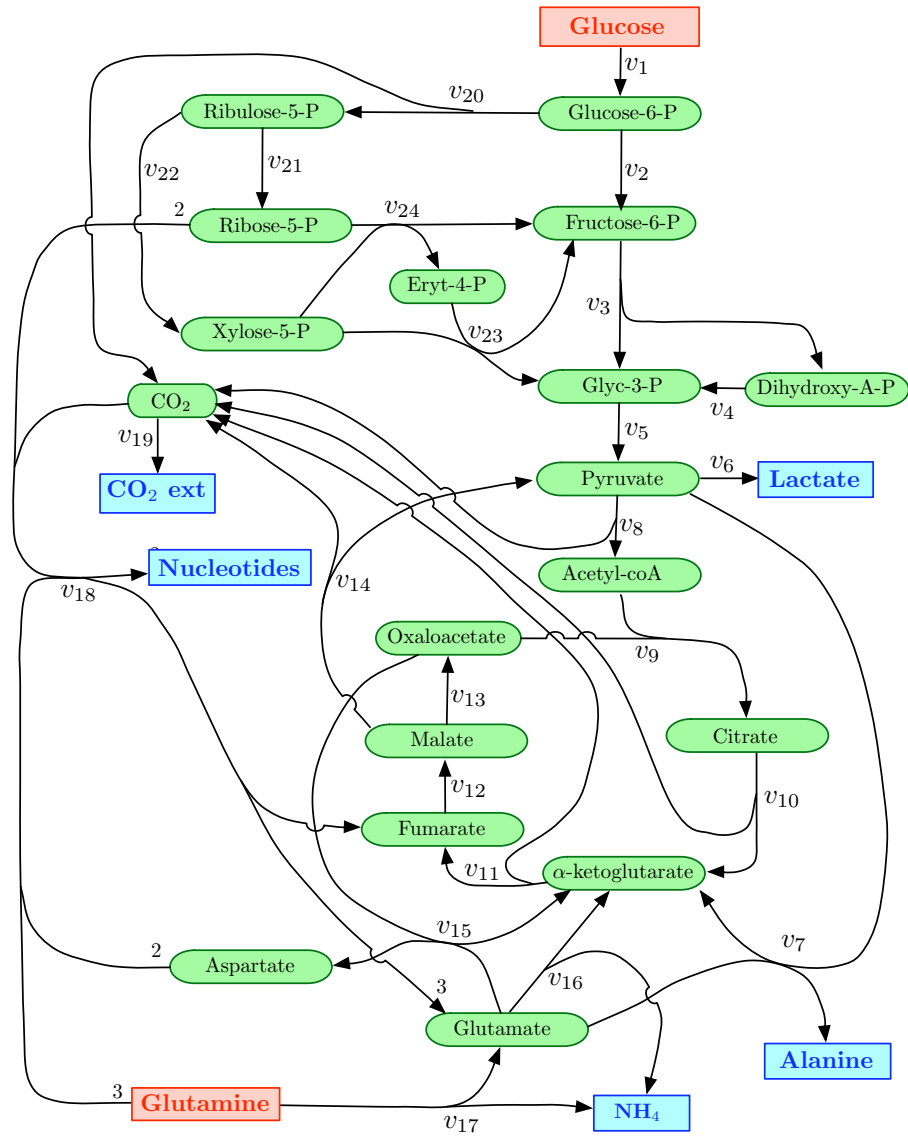 Glucose
v1
v20
Ribulose-5-P
Glucose-6-P
v22
v21
v2
2
v24
Ribose-5-P
Fructose-6-P
Eryt-4-P
v3
v23
Xylose-5-P
Glyc-3-P
Dihydroxy-A-P
CO2
v4
v19
v5
v6
CO2 ext
Pyruvate
Lactate
v8
Nucleotides
Acetyl-coA
v14
v18
Oxaloacetate
v9
v13
Malate
Citrate
v12
v10
Fumarate
v11
α-ketoglutarate
v15
v7
2
Aspartate
v16
3
Glutamate
Alanine
3
Glutamine
NH4
v17